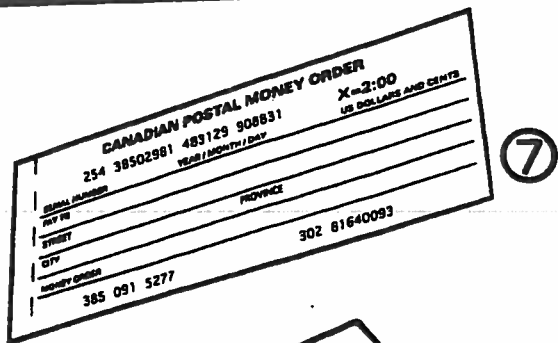 CANADIAN POSTAL MONEY ORDER
254 38502981 483129 908831 X=2:00
SERIAL NUMBER YEAR / MONTH / DAY US DOLLARS AND CENTS
PAY TO
STREET
CITY PROVINCE
MONEY ORDER
385 091 5277 302 81640093
7